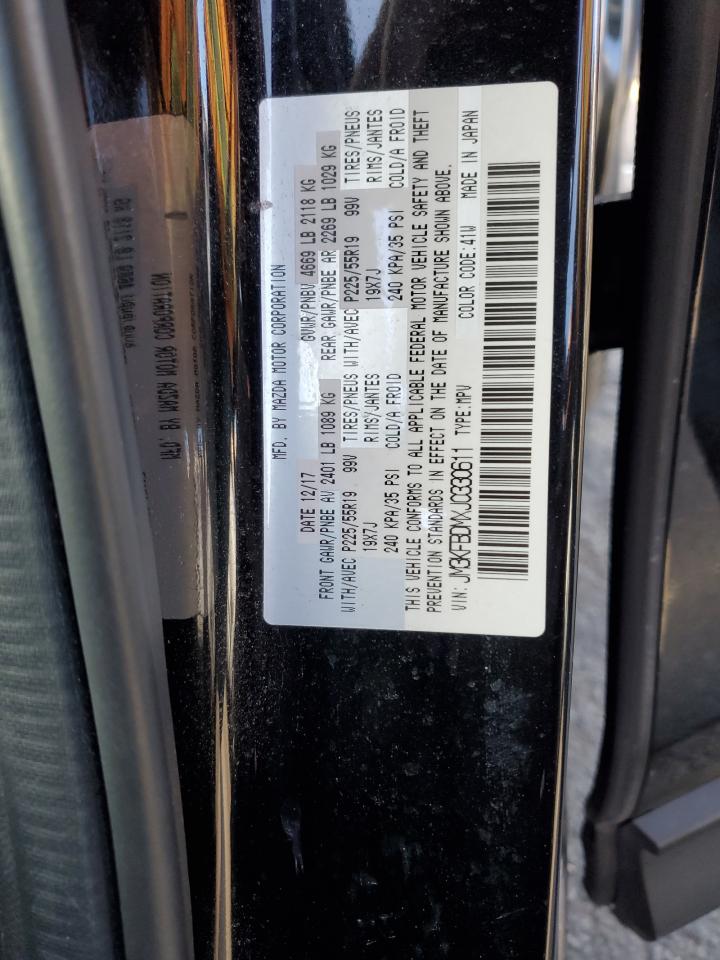 MFD. BY MAZDA MOTOR CORPORATION
DATE 12/17 GVWR/PNBV 4669 LB 2118 KG
FRONT GAWR/PNBE AV 2401 LB 1089 KG REAR GAWR/PNBE AR 2269 LB 1029 KG
WITH/AVEC P225/55R19 99V TIRES/PNEUS WITH/AVEC P225/55R19 99V TIRES/PNEUS
19X7J RIMS/JANTES 19X7J RIMS/JANTES
240 KPA/35 PSI COLD/A FROID 240 KPA/35 PSI COLD/A FROID
THIS VEHICLE CONFORMS TO ALL APPLICABLE FEDERAL MOTOR VEHICLE SAFETY AND THEFT
PREVENTION STANDARDS IN EFFECT ON THE DATE OF MANUFACTURE SHOWN ABOVE.
VIN: JM3KFBDMXJ0330611 TYPE:MPV COLOR CODE:41W MADE IN JAPAN